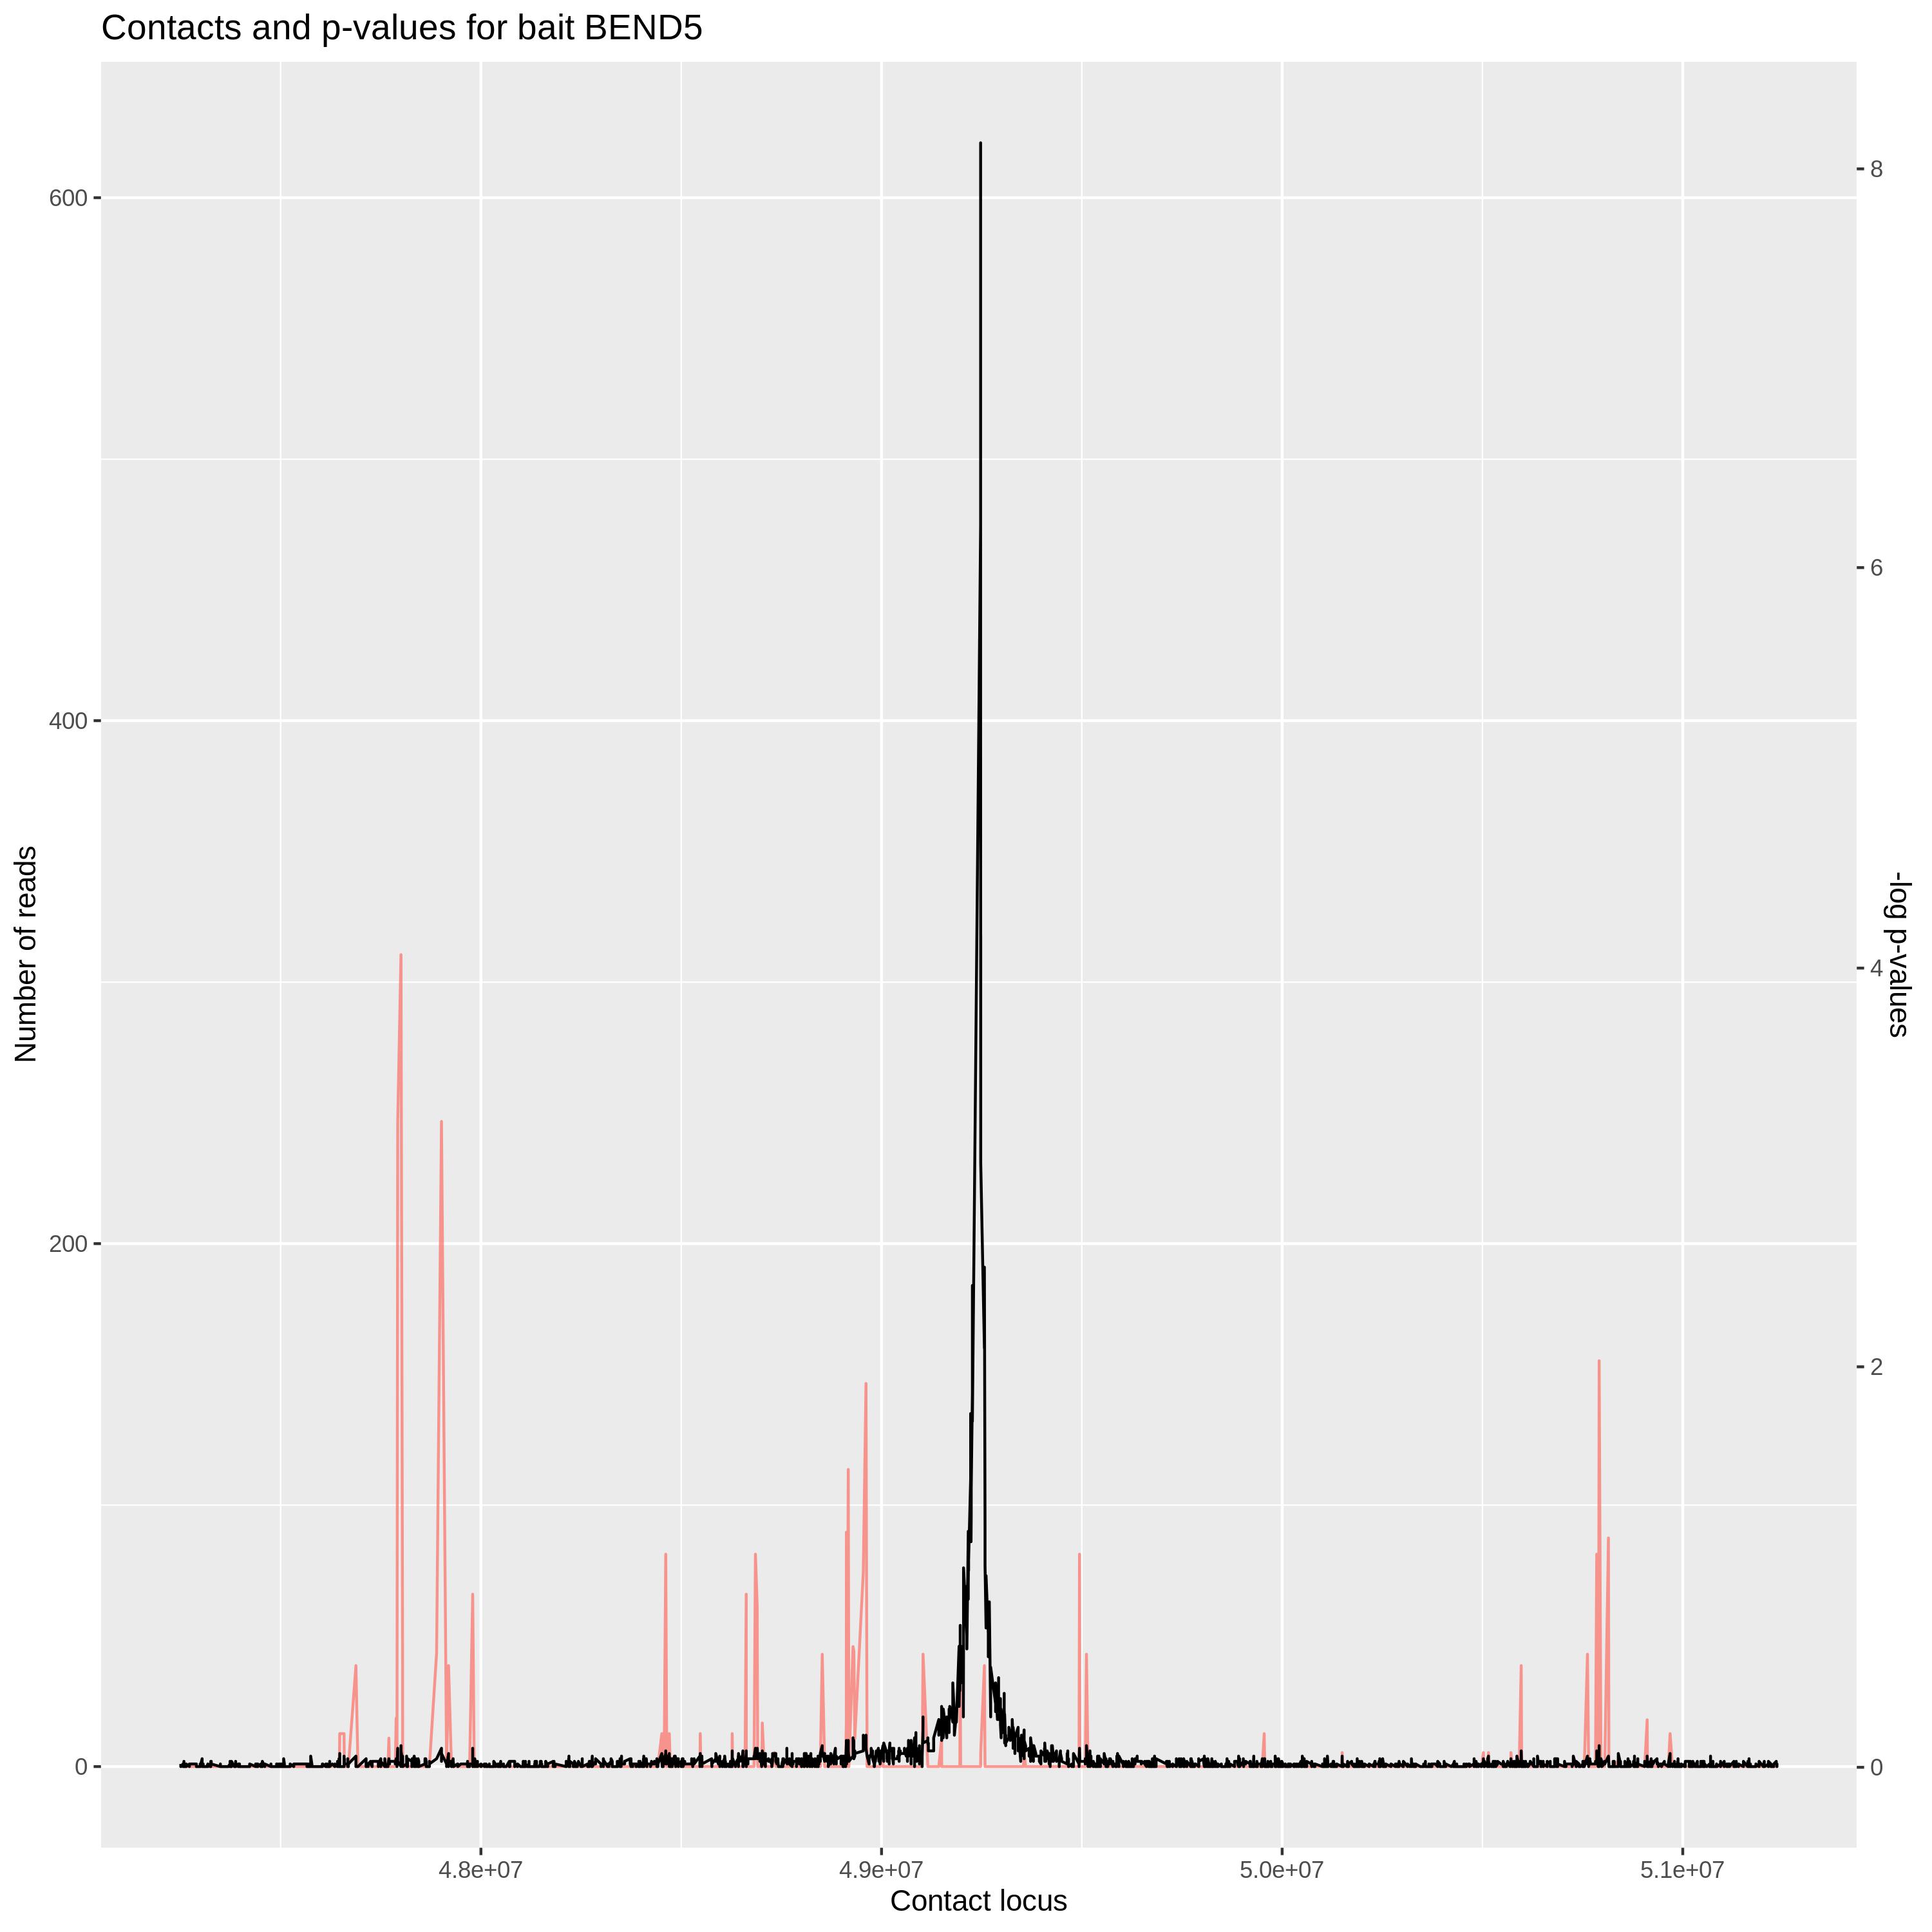 Contacts and p-values for bait BEND5
Number of reads
600
400
200
0
8
6
4
2
0
-log p-values
4.8e+07
4.9e+07
5.0e+07
5.1e+07
Contact locus